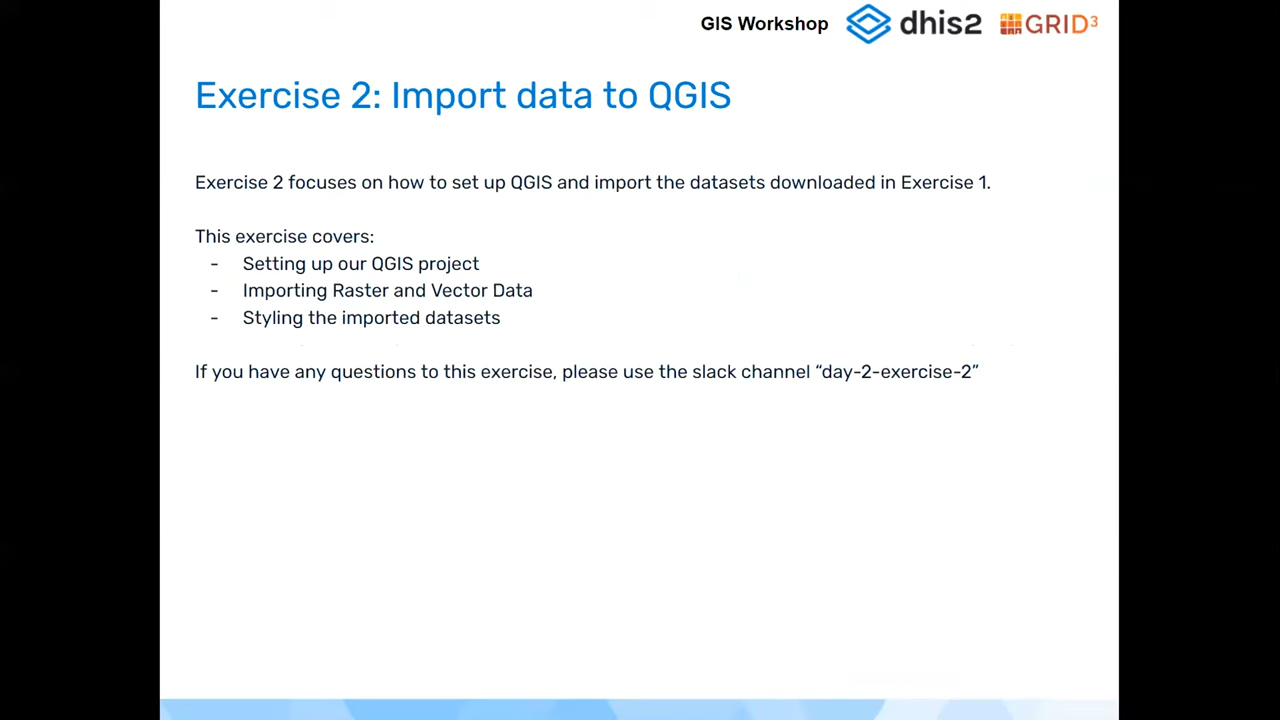 GIS Workshop dhis2 GRID³
Exercise 2: Import data to QGIS
Exercise 2 focuses on how to set up QGIS and import the datasets downloaded in Exercise 1.
This exercise covers:
- Setting up our QGIS project
- Importing Raster and Vector Data
- Styling the imported datasets
If you have any questions to this exercise, please use the slack channel “day-2-exercise-2”